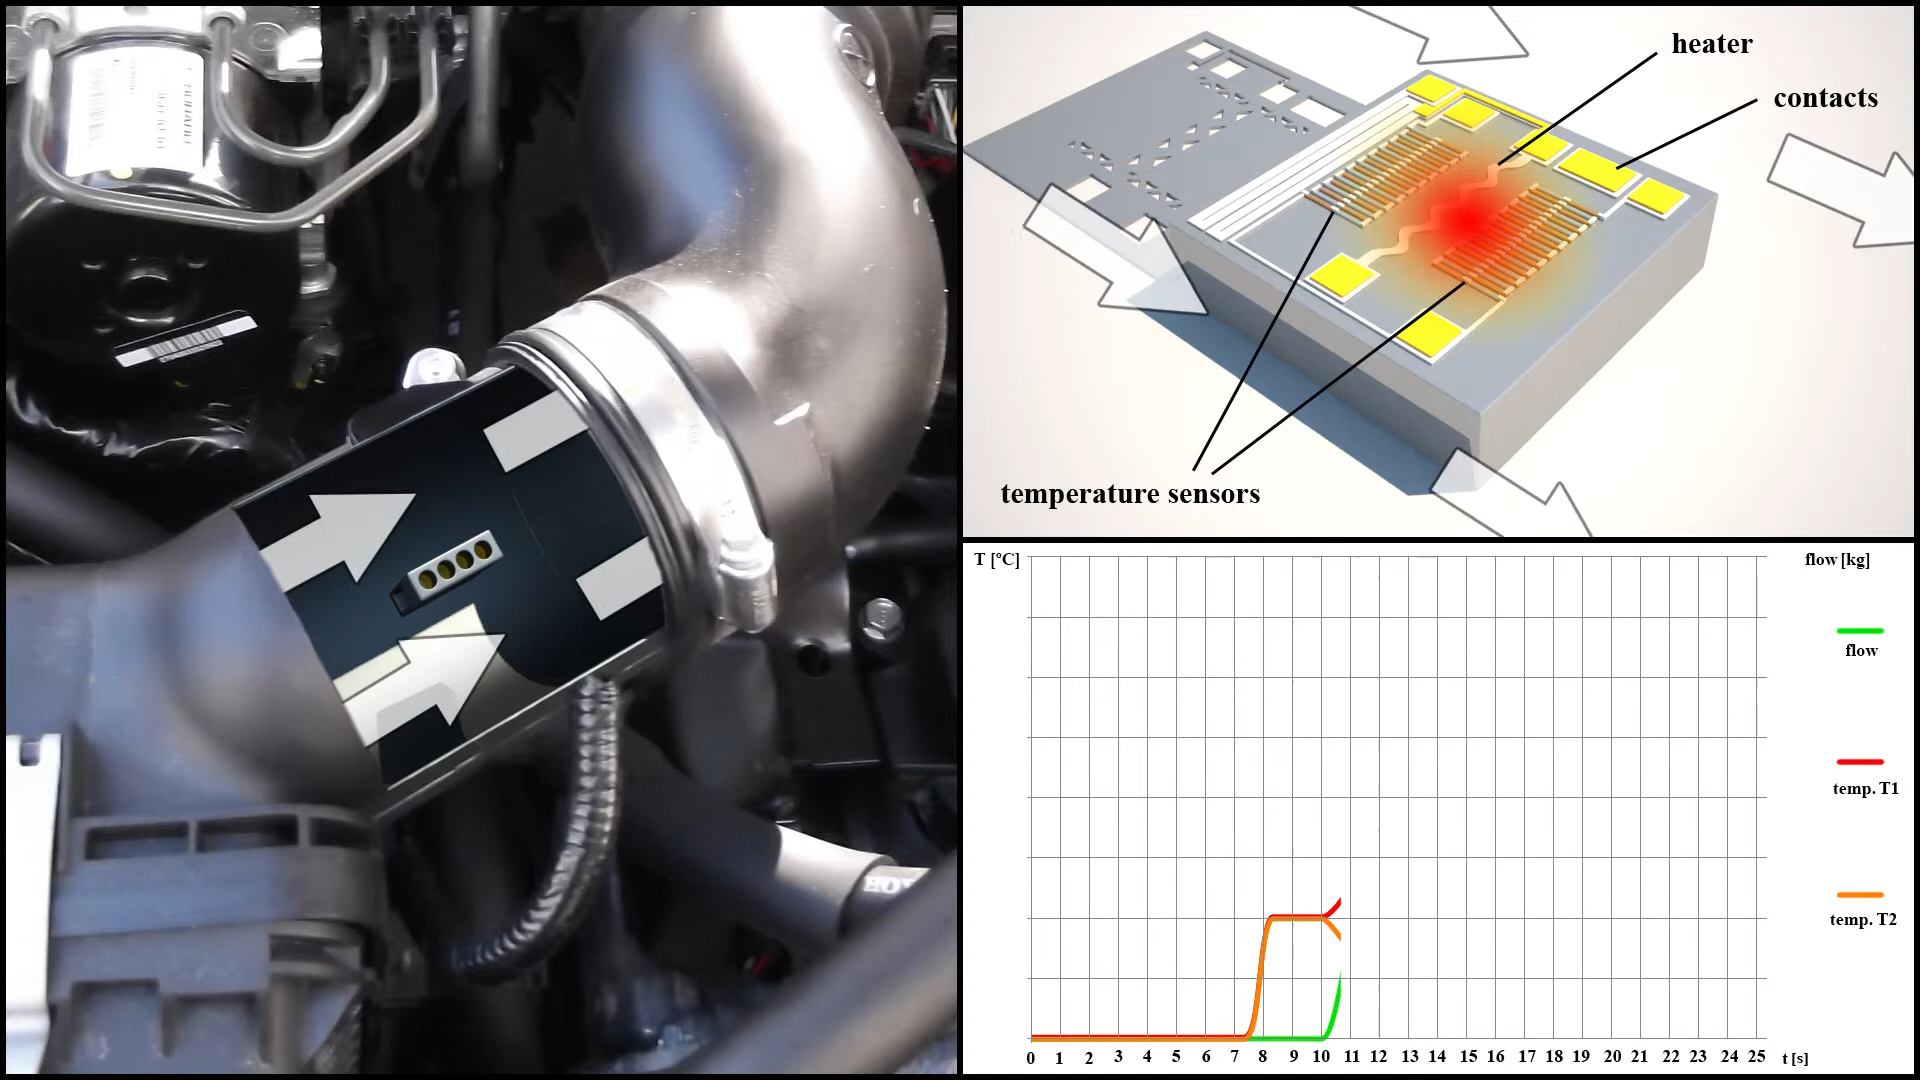 heater
contacts
temperature sensors
T [°C]
flow [kg]
flow
temp. T1
temp. T2
0 1 2 3 4 5 6 7 8 9 10 11 12 13 14 15 16 17 18 19 20 21 22 23 24 25 t [s]